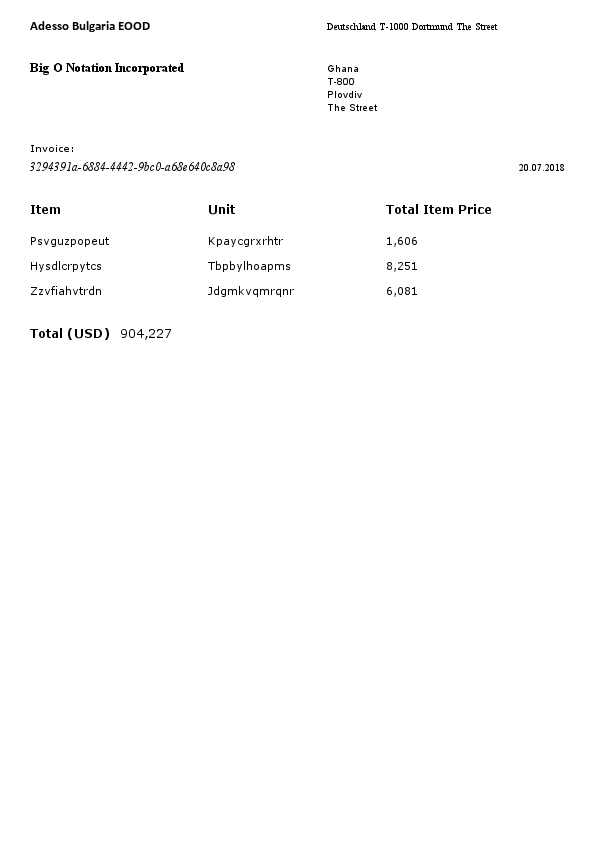 Adesso Bulgaria EOOD Deutschland T-1000 Dortmund The Street
Big O Notation Incorporated
Ghana
T-800
Plovdiv
The Street
Invoice:
3294391a-6884-4442-9bc0-a68e640c8a98 20.07.2018
Item Unit Total Item Price
Psvguzpopeut Kpaycgrxrhtr 1,606
Hysdlcrpytcs Tbpbylhoapms 8,251
Zzvfiahvtrdn Jdgmkvqmrqnr 6,081
Total (USD) 904,227